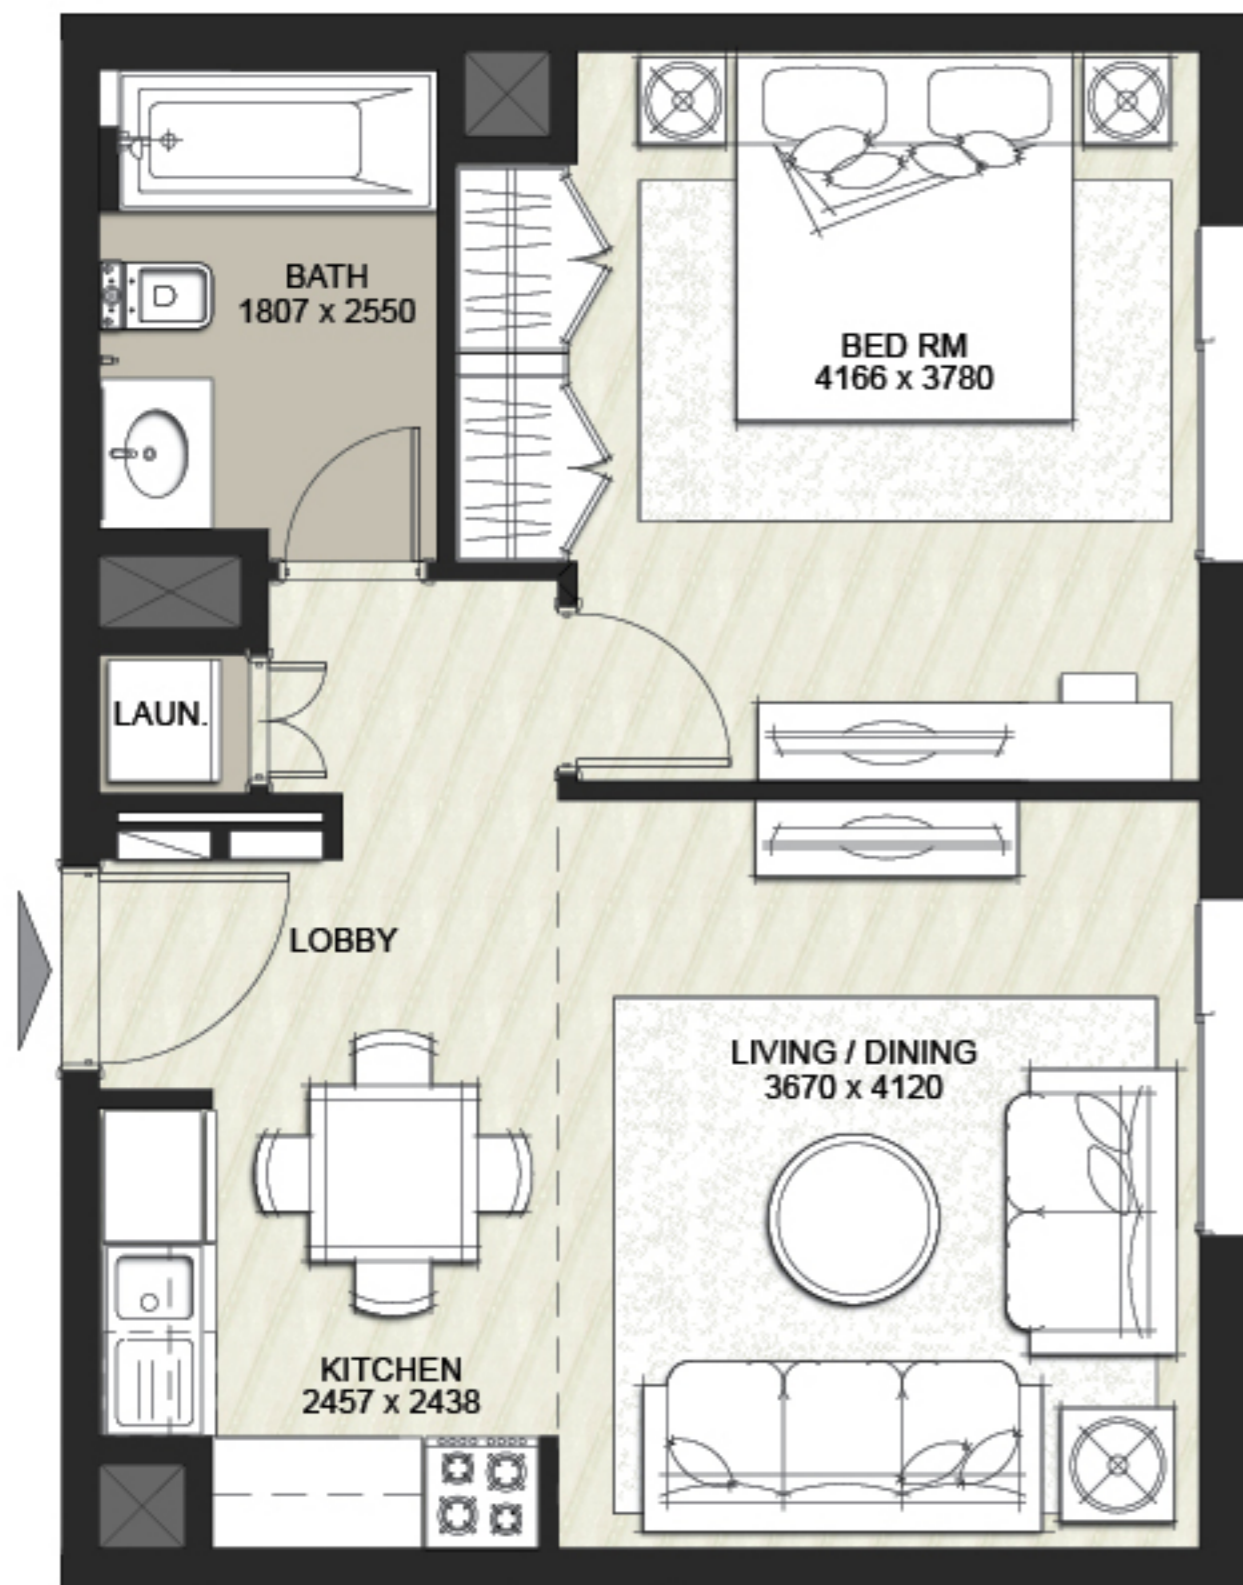 BATH
1807 x 2550
BED RM
4166 x 3780
LAUN.
LOBBY
LIVING / DINING
3670 x 4120
KITCHEN
2457 x 2438